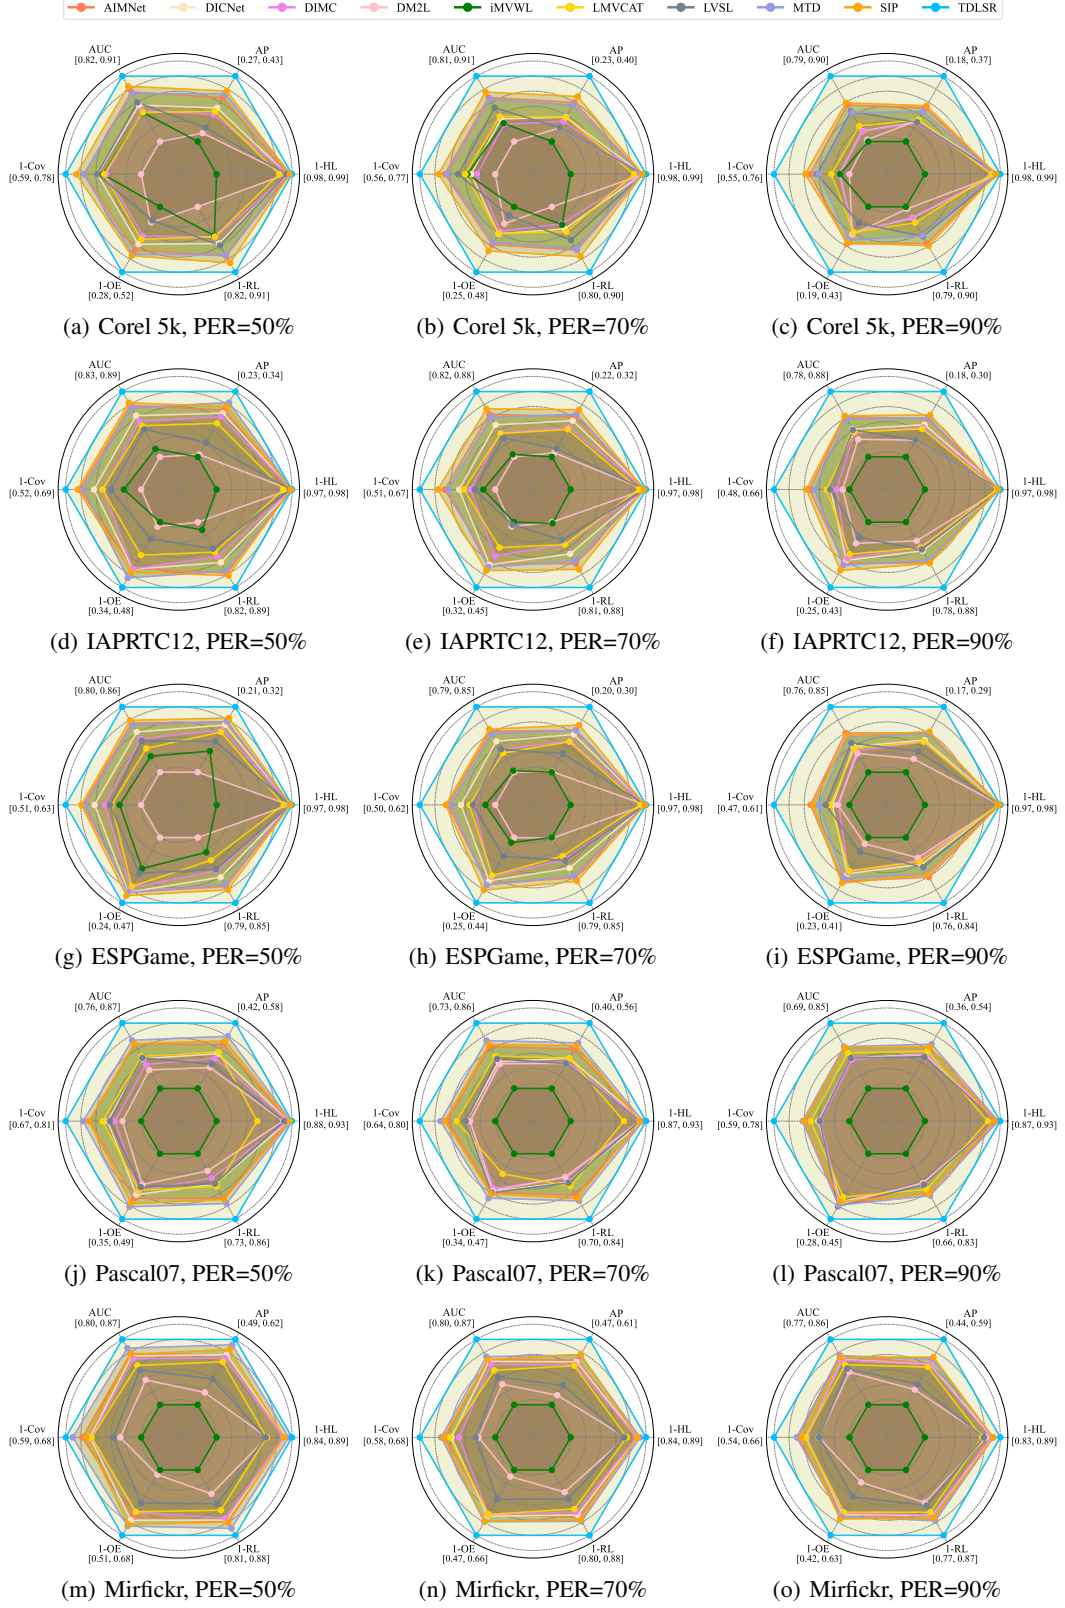 AIMNet DICNet DIMC DM2L iMVWL LMVCAT LVSL MTD SIP TDLSR
AUC
[0.82, 0.91]
AP
[0.27, 0.43]
1-Cov
[0.59, 0.78]
1-HL
[0.98, 0.99]
1-OE
[0.28, 0.52]
1-RL
[0.82, 0.91]
(a) Corel 5k, PER=50%
AUC
[0.81, 0.91]
AP
[0.23, 0.40]
1-Cov
[0.56, 0.77]
1-HL
[0.98, 0.99]
1-OE
[0.25, 0.48]
1-RL
[0.80, 0.90]
(b) Corel 5k, PER=70%
AUC
[0.79, 0.90]
AP
[0.18, 0.37]
1-Cov
[0.55, 0.76]
1-HL
[0.98, 0.99]
1-OE
[0.19, 0.43]
1-RL
[0.79, 0.90]
(c) Corel 5k, PER=90%
AUC
[0.83, 0.89]
AP
[0.23, 0.34]
1-Cov
[0.52, 0.69]
1-HL
[0.97, 0.98]
1-OE
[0.34, 0.48]
1-RL
[0.82, 0.89]
(d) IAPRTC12, PER=50%
AUC
[0.82, 0.88]
AP
[0.22, 0.32]
1-Cov
[0.51, 0.67]
1-HL
[0.97, 0.98]
1-OE
[0.32, 0.45]
1-RL
[0.81, 0.88]
(e) IAPRTC12, PER=70%
AUC
[0.78, 0.88]
AP
[0.18, 0.30]
1-Cov
[0.48, 0.66]
1-HL
[0.97, 0.98]
1-OE
[0.25, 0.43]
1-RL
[0.78, 0.88]
(f) IAPRTC12, PER=90%
AUC
[0.80, 0.86]
AP
[0.21, 0.32]
1-Cov
[0.51, 0.63]
1-HL
[0.97, 0.98]
1-OE
[0.24, 0.47]
1-RL
[0.79, 0.85]
(g) ESPGame, PER=50%
AUC
[0.79, 0.85]
AP
[0.20, 0.30]
1-Cov
[0.50, 0.62]
1-HL
[0.97, 0.98]
1-OE
[0.25, 0.44]
1-RL
[0.79, 0.85]
(h) ESPGame, PER=70%
AUC
[0.76, 0.85]
AP
[0.17, 0.29]
1-Cov
[0.47, 0.61]
1-HL
[0.97, 0.98]
1-OE
[0.23, 0.41]
1-RL
[0.76, 0.84]
(i) ESPGame, PER=90%
AUC
[0.76, 0.87]
AP
[0.42, 0.58]
1-Cov
[0.67, 0.81]
1-HL
[0.88, 0.93]
1-OE
[0.35, 0.49]
1-RL
[0.73, 0.86]
(j) Pascal07, PER=50%
AUC
[0.73, 0.86]
AP
[0.40, 0.56]
1-Cov
[0.64, 0.80]
1-HL
[0.87, 0.93]
1-OE
[0.34, 0.47]
1-RL
[0.70, 0.84]
(k) Pascal07, PER=70%
AUC
[0.69, 0.85]
AP
[0.36, 0.54]
1-Cov
[0.59, 0.78]
1-HL
[0.87, 0.93]
1-OE
[0.28, 0.45]
1-RL
[0.66, 0.83]
(l) Pascal07, PER=90%
AUC
[0.80, 0.87]
AP
[0.49, 0.62]
1-Cov
[0.59, 0.68]
1-HL
[0.84, 0.89]
1-OE
[0.51, 0.68]
1-RL
[0.81, 0.88]
(m) Mirfickr, PER=50%
AUC
[0.80, 0.87]
AP
[0.47, 0.61]
1-Cov
[0.58, 0.68]
1-HL
[0.84, 0.89]
1-OE
[0.47, 0.66]
1-RL
[0.80, 0.88]
(n) Mirfickr, PER=70%
AUC
[0.77, 0.86]
AP
[0.44, 0.59]
1-Cov
[0.54, 0.66]
1-HL
[0.83, 0.89]
1-OE
[0.42, 0.63]
1-RL
[0.77, 0.87]
(o) Mirfickr, PER=90%